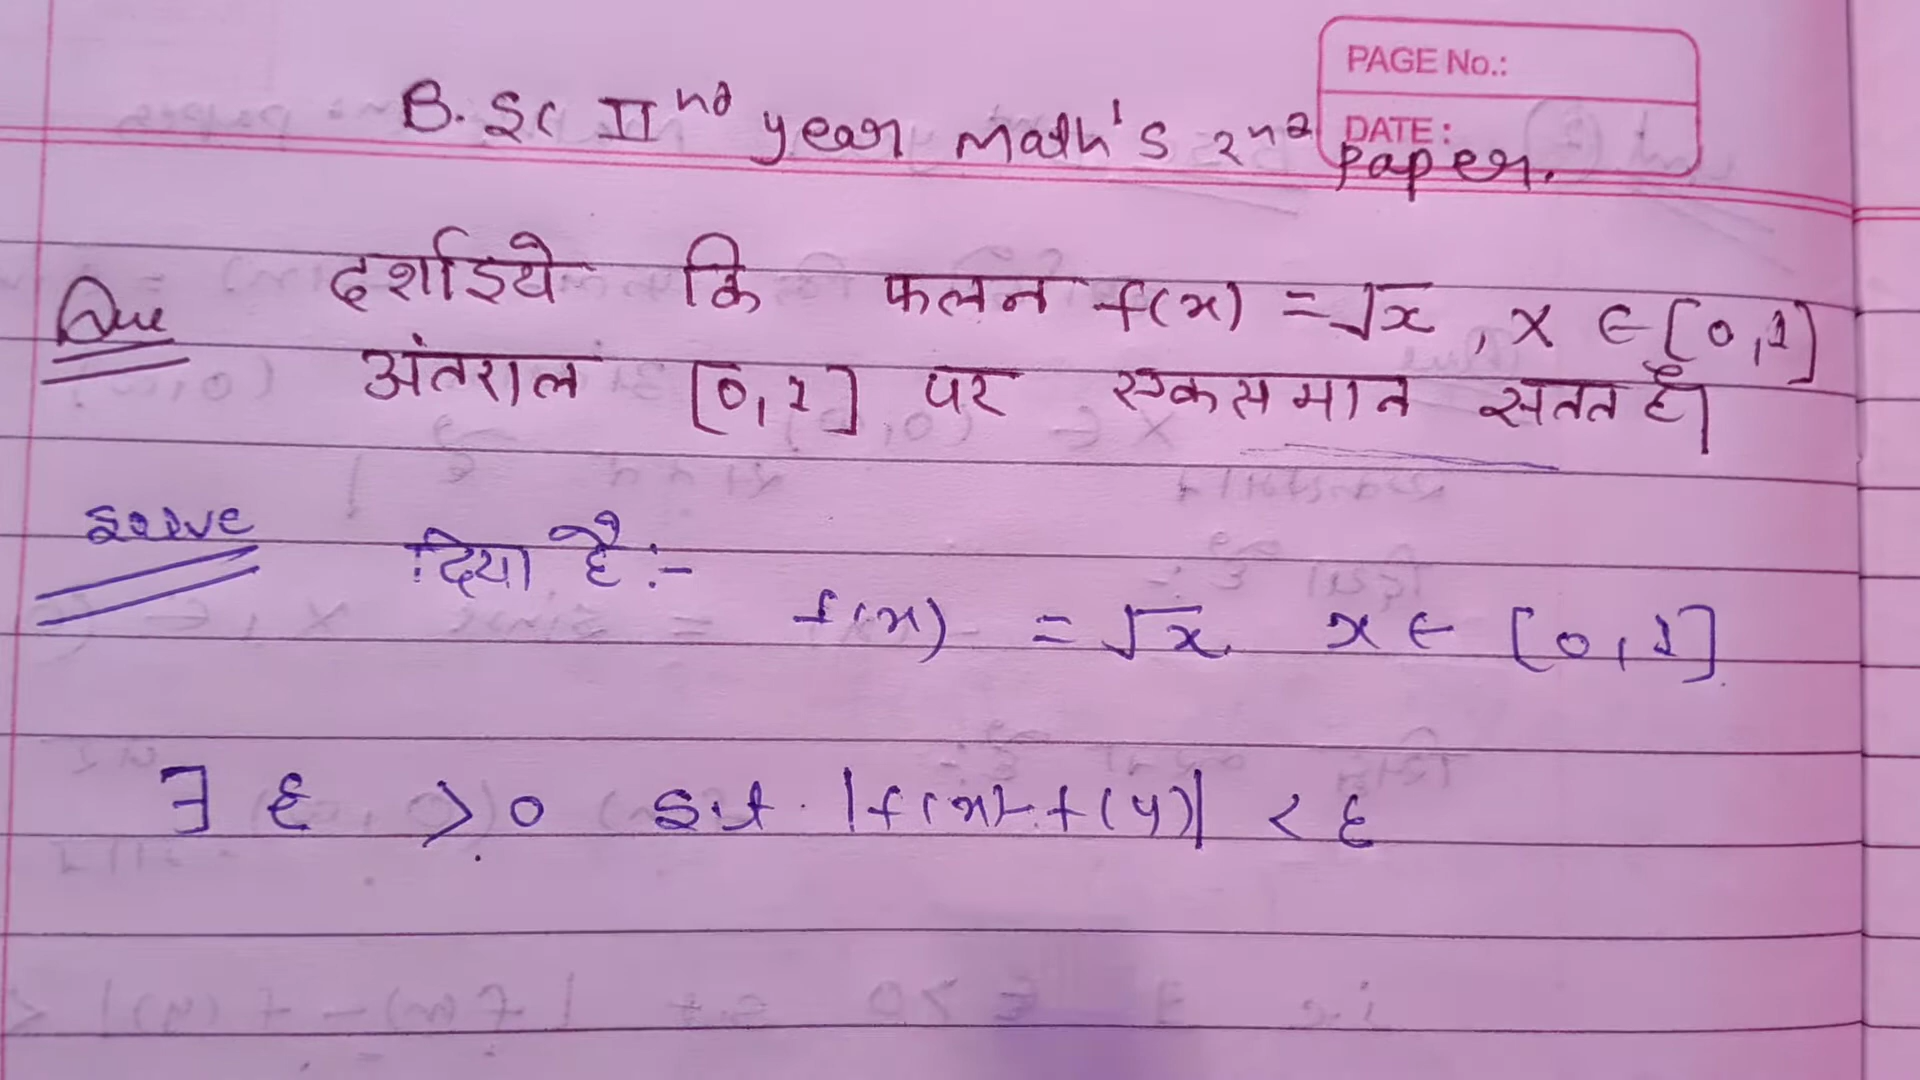 PAGE No.:
DATE:
B.Sc IInd year Math's 2nd paper.
Que दर्शाइये कि फलन f(x) = √x, x ∈ [0,1]
अंतराल [0,1] पर एकसमान सतत है।
Solve दिया है :-
f(x) = √x. x ∈ [0,1]
∃ ε > 0 s.t. |f(x)-f(y)| < ε